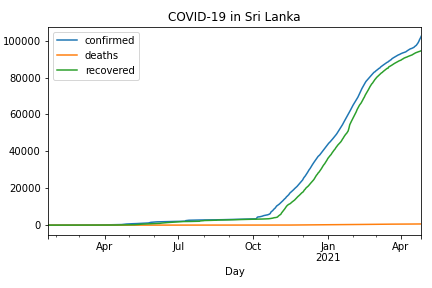 COVID-19 in Sri Lanka
confirmed
deaths
recovered
100000
80000
60000
40000
20000
0
Apr Jul Oct Jan Apr
2021
Day